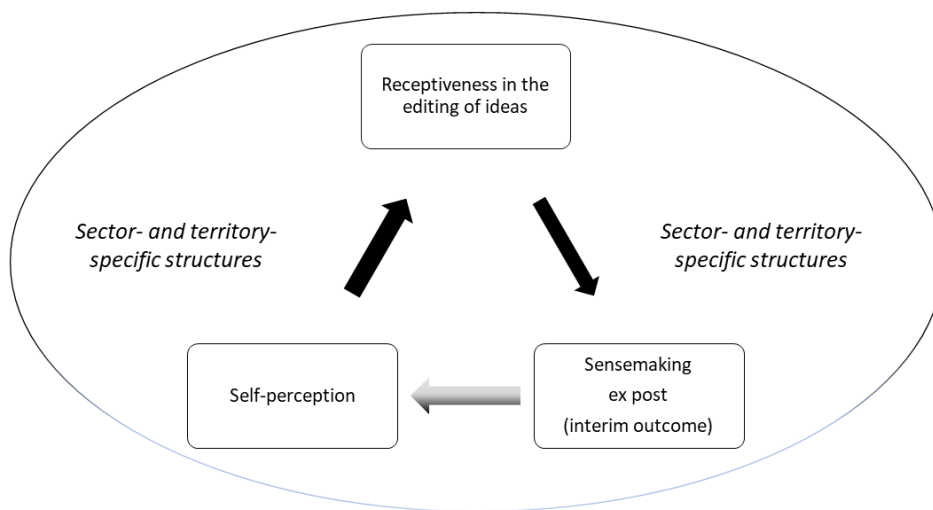 Receptiveness in the
editing of ideas
Sector- and territory-
specific structures
Sector- and territory-
specific structures
Self-perception
Sensemaking
ex post
(interim outcome)